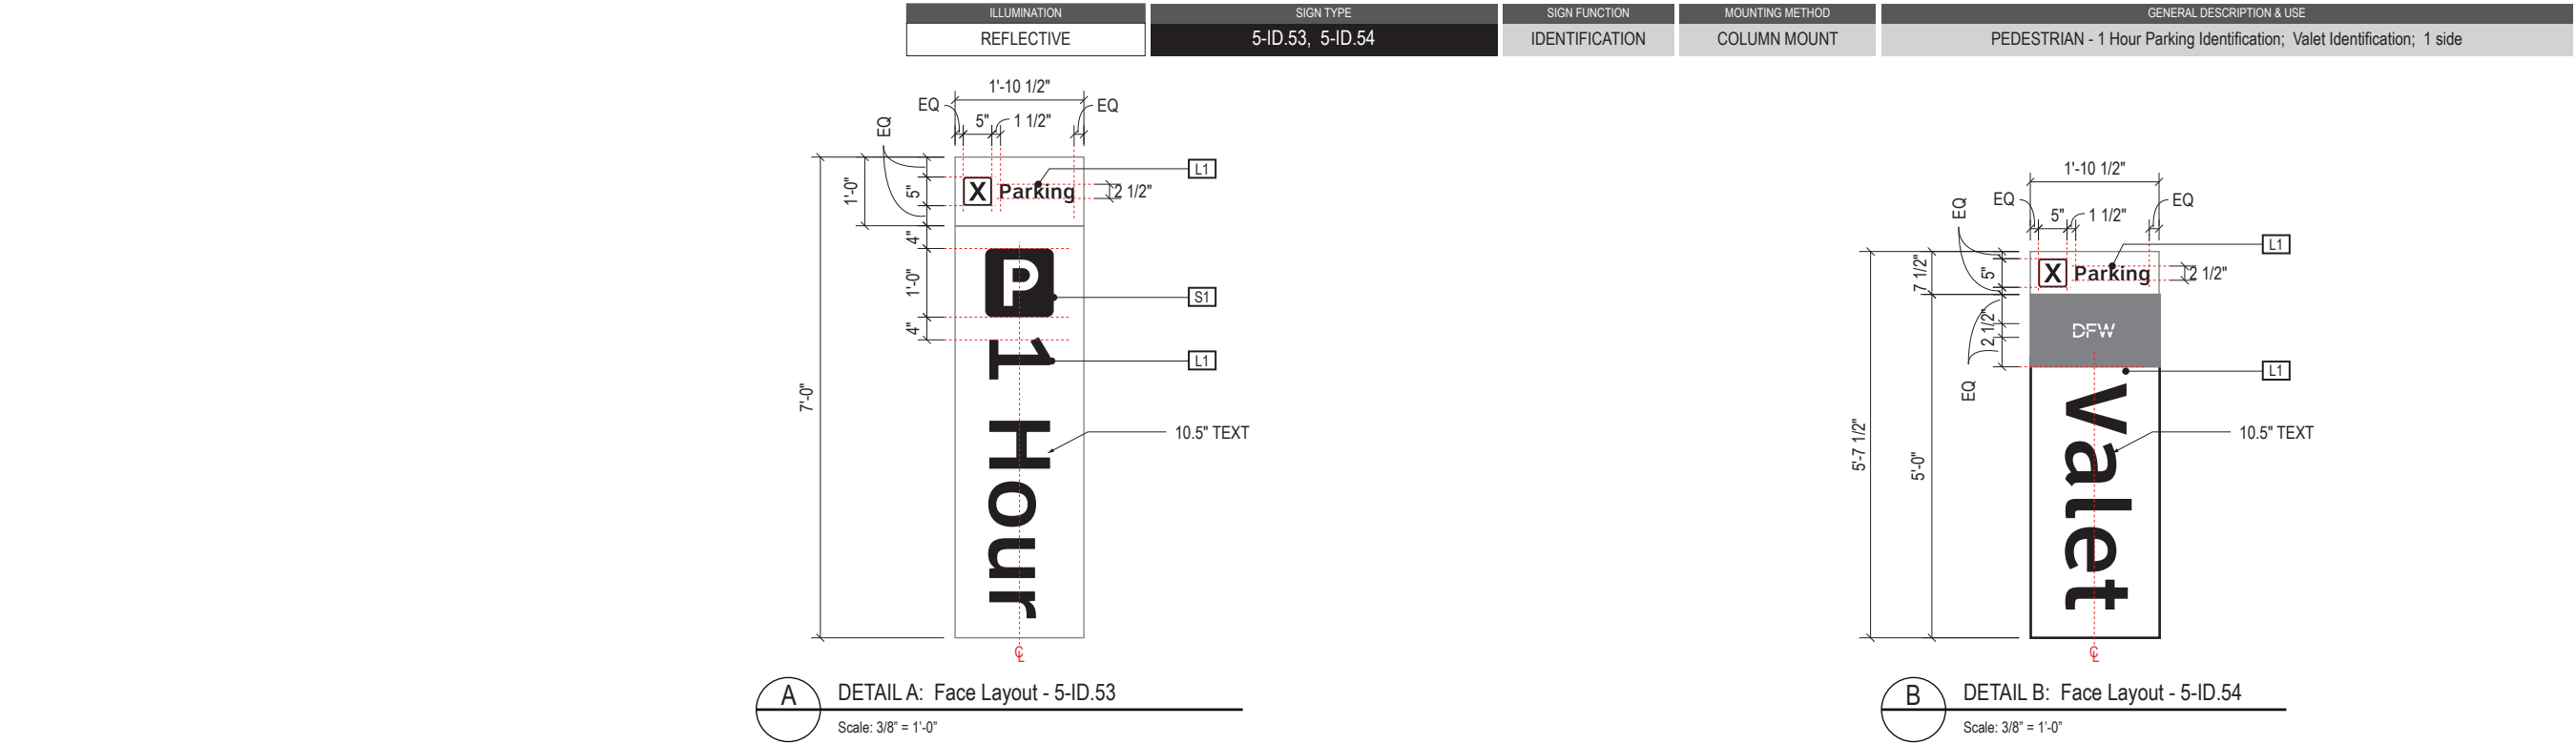 ILLUMINATION
REFLECTIVE
SIGN TYPE
5-ID.53, 5-ID.54
SIGN FUNCTION
IDENTIFICATION
MOUNTING METHOD
COLUMN MOUNT
GENERAL DESCRIPTION & USE
PEDESTRIAN - 1 Hour Parking Identification; Valet Identification; 1 side
1'-10 1/2"
EQ
EQ
5"
1 1/2"
EQ
7'-0"
1'-0"
5"
X Parking
2 1/2"
L1
4"
1'-0"
4"
P
S1
L1
1 Hour
10.5" TEXT
CL
A
DETAIL A: Face Layout - 5-ID.53
Scale: 3/8” = 1’-0”
1'-10 1/2"
EQ
EQ
5"
1 1/2"
EQ
7 1/2"
5"
X Parking
2 1/2"
L1
2 1/2"
EQ
DFW
L1
5'-7 1/2"
5'-0"
Valet
10.5" TEXT
CL
B
DETAIL B: Face Layout - 5-ID.54
Scale: 3/8” = 1’-0”